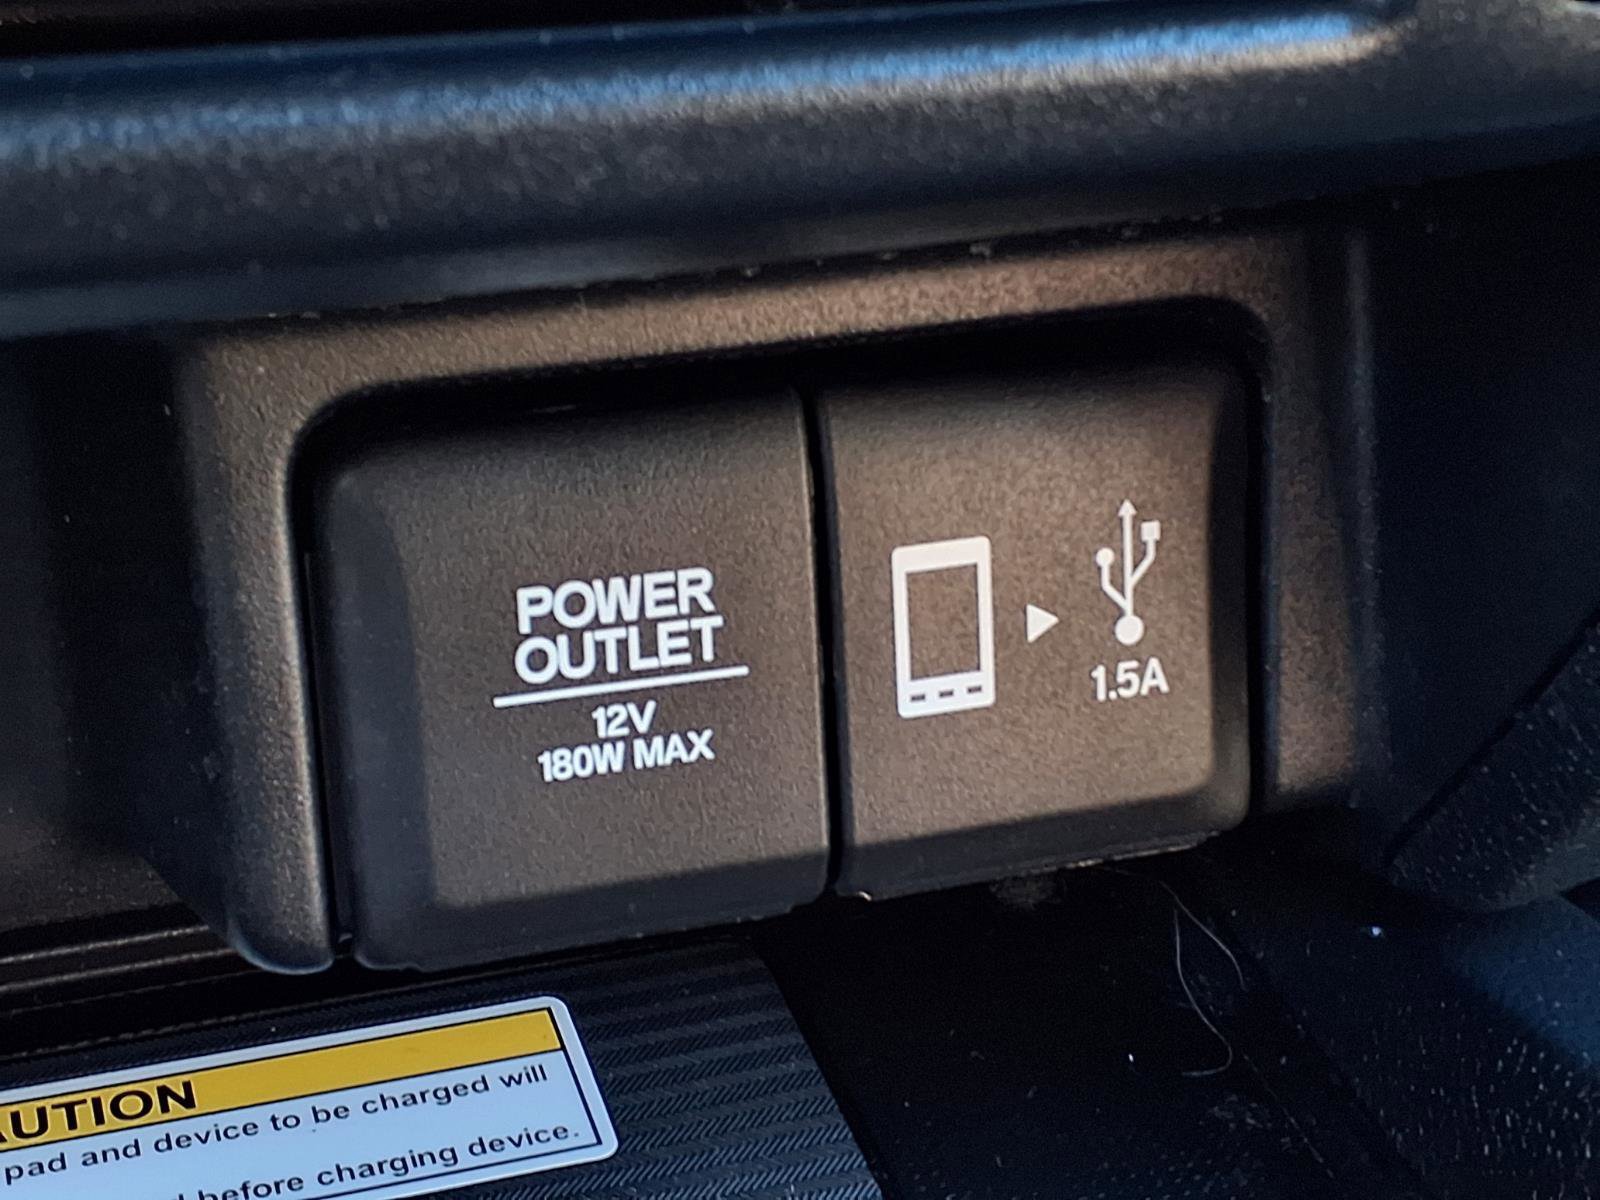 POWER
OUTLET
12V
180W MAX
1.5A
AUTION
pad and device to be charged will
before charging device.